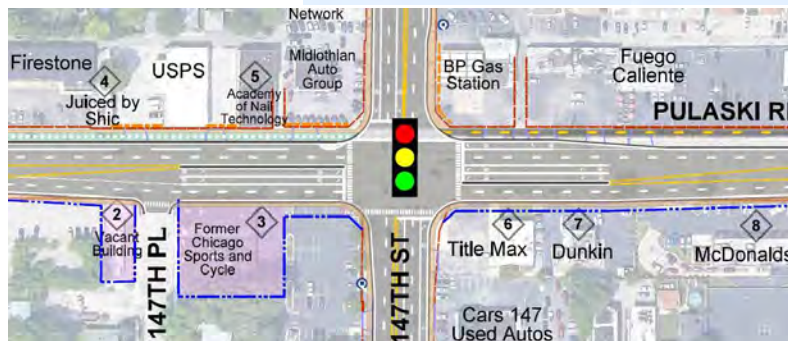 Network
Firestone
4
Juiced by
Shic
USPS
5
Academy
of Nail
Technology
Midlothian
Auto
Group
BP Gas
Station
Fuego
Caliente
PULASKI R
2
Vacant
Building
147TH PL
3
Former
Chicago
Sports and
Cycle
147TH ST
6
Title Max
7
Dunkin
8
McDonalds
Cars 147
Used Autos